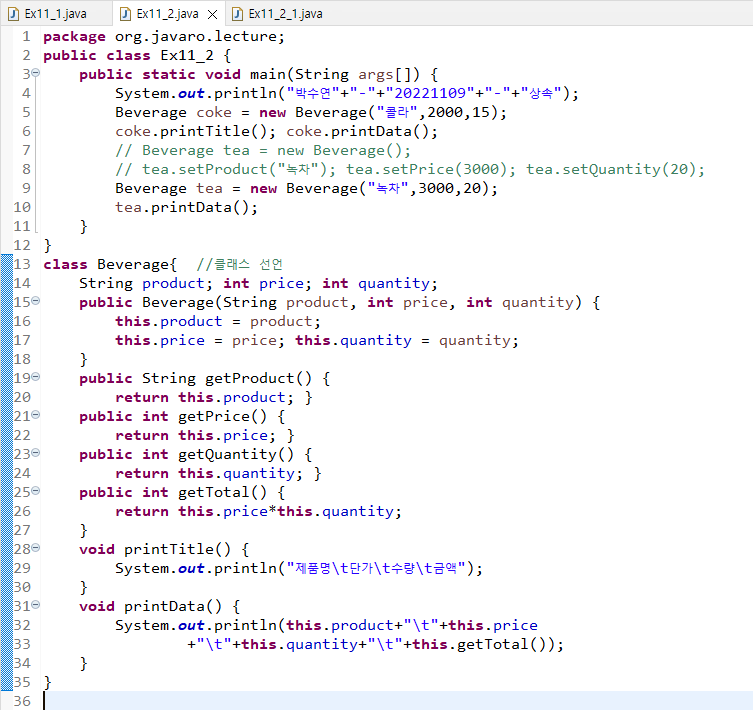 Ex11_1.java Ex11_2.java Ex11_2_1.java
1 package org.javaro.lecture;
2 public class Ex11_2 {
3 public static void main(String args[]) {
4 System.out.println("박수연"+"-"+"20221109"+"-"+"상속");
5 Beverage coke = new Beverage("콜라",2000,15);
6 coke.printTitle(); coke.printData();
7 // Beverage tea = new Beverage();
8 // tea.setProduct("녹차"); tea.setPrice(3000); tea.setQuantity(20);
9 Beverage tea = new Beverage("녹차",3000,20);
10 tea.printData();
11 }
12 }
13 class Beverage{ //클래스 선언
14 String product; int price; int quantity;
15 public Beverage(String product, int price, int quantity) {
16 this.product = product;
17 this.price = price; this.quantity = quantity;
18 }
19 public String getProduct() {
20 return this.product; }
21 public int getPrice() {
22 return this.price; }
23 public int getQuantity() {
24 return this.quantity; }
25 public int getTotal() {
26 return this.price*this.quantity;
27 }
28 void printTitle() {
29 System.out.println("제품명\t단가\t수량\t금액");
30 }
31 void printData() {
32 System.out.println(this.product+"\t"+this.price
33 +"\t"+this.quantity+"\t"+this.getTotal());
34 }
35 }
36